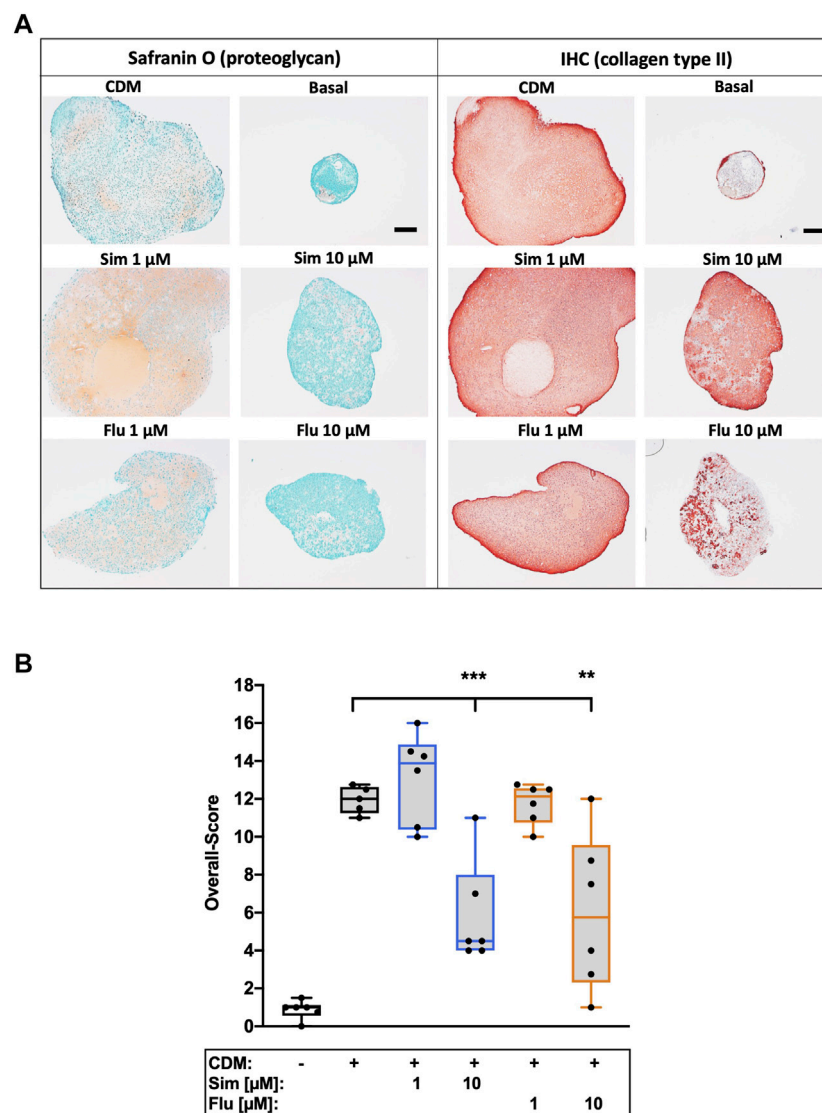 A
Safranin O (proteoglycan) IHC (collagen type II)
CDM Basal CDM Basal
Sim 1 μM Sim 10 μM Sim 1 μM Sim 10 μM
Flu 1 μM Flu 10 μM Flu 1 μM Flu 10 μM
B
*** **
18
16
14
12
10
8
6
4
2
0
Overall-Score
CDM: - + + + + +
Sim [μM]: 1 10
Flu [μM]: 1 10